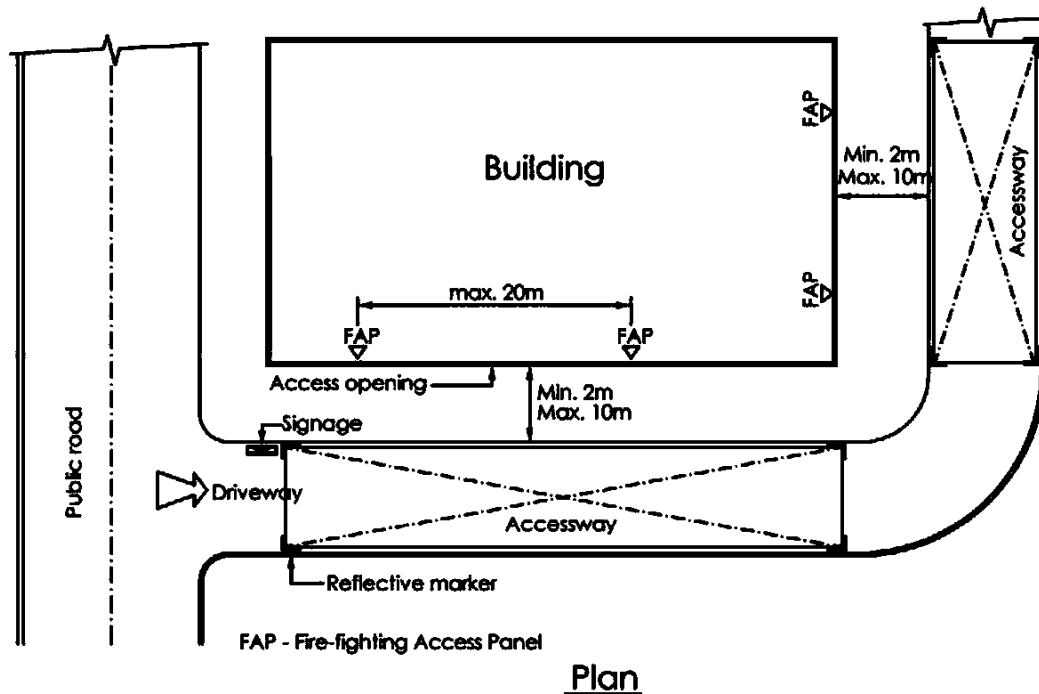 FAP
Building
Min. 2m
Max. 10m
Accessway
FAP
max. 20m
FAP
FAP
Access opening
Min. 2m
Max. 10m
Signage
Public road
Driveway
Accessway
Reflective marker
FAP - Fire-fighting Access Panel
Plan